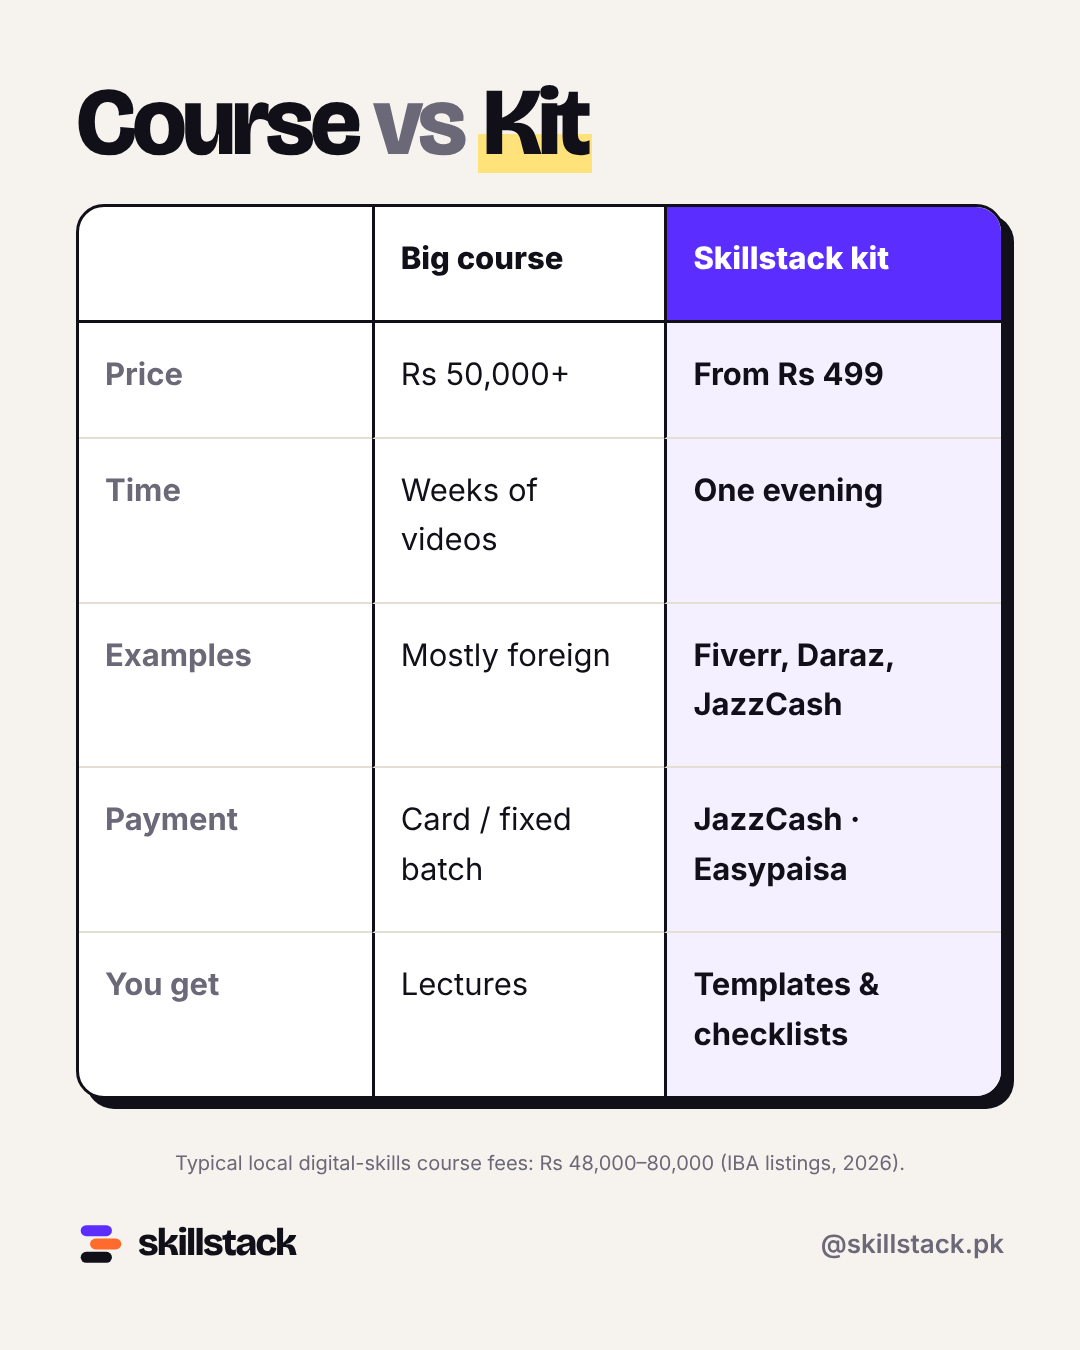 Course vs Kit
Big course
Skillstack kit
Price
Rs 50,000+
From Rs 499
Time
Weeks of
videos
One evening
Examples
Mostly foreign
Fiverr, Daraz,
JazzCash
Payment
Card / fixed
batch
JazzCash ·
Easypaisa
You get
Lectures
Templates &
checklists
Typical local digital-skills course fees: Rs 48,000–80,000 (IBA listings, 2026).
skillstack
@skillstack.pk